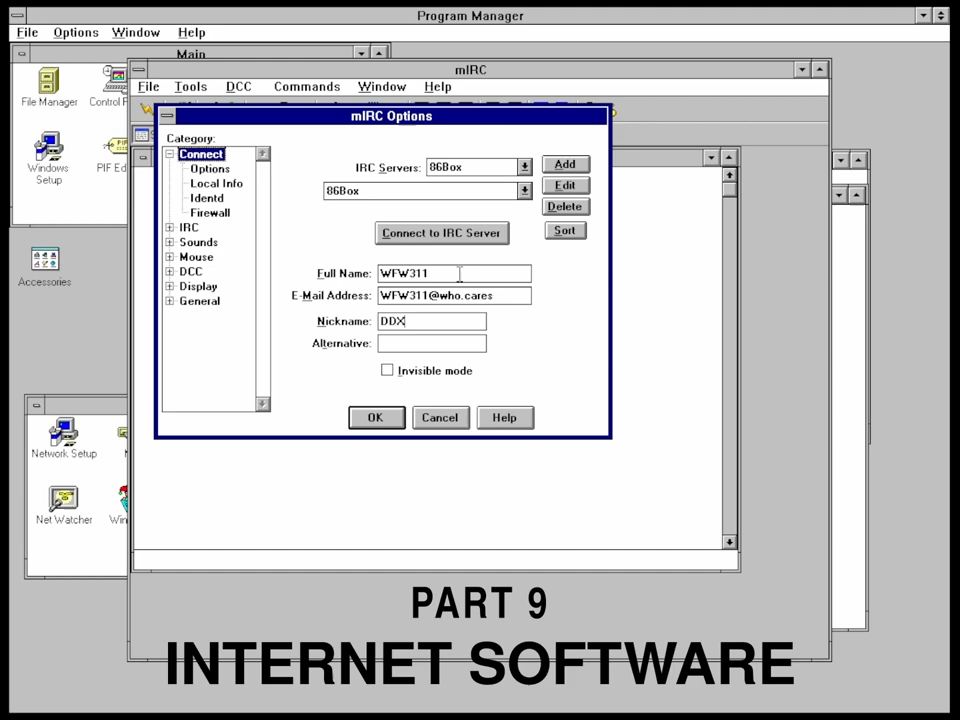 Program Manager
File Options Window Help
Main
mIRC
File Tools DCC Commands Window Help
File Manager
Control
Windows Setup
PIF
mIRC Options
Category:
Connect
Options
Local Info
Identd
Firewall
IRC
Sounds
Mouse
DCC
Display
General
IRC Servers: 86Box
86Box
Add
Edit
Delete
Sort
Connect to IRC Server
Full Name: WFW311
E-Mail Address: WFW311@who.cares
Nickname: DDX
Alternative:
Invisible mode
OK Cancel Help
Accessories
Network Setup
Net Watcher
PART 9
INTERNET SOFTWARE